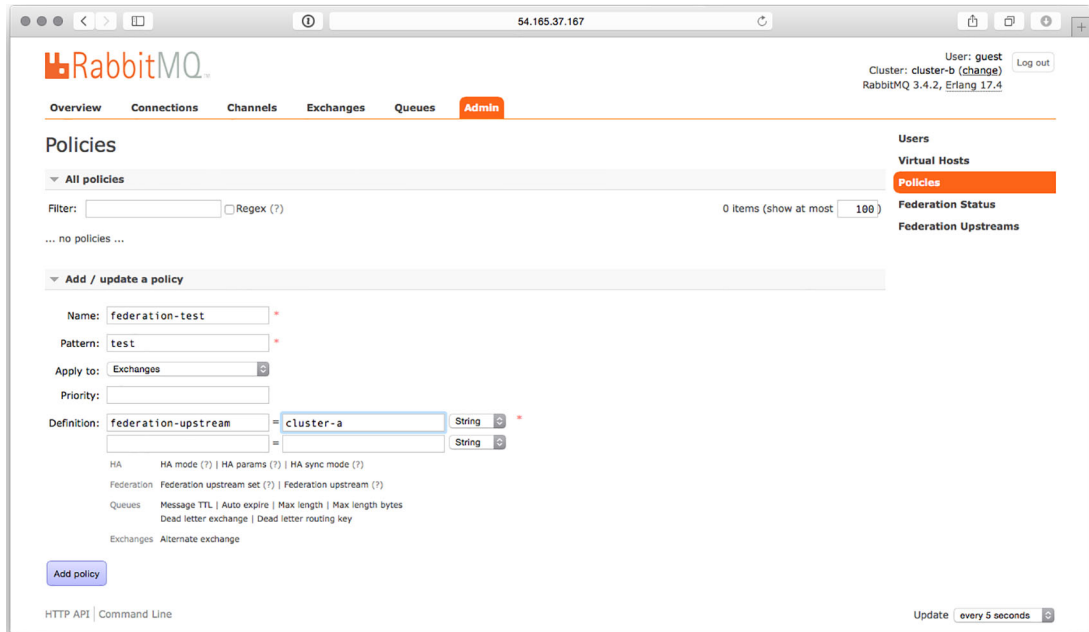 54.165.37.167
RabbitMQ
User: guest
Cluster: cluster-b (change)
RabbitMQ 3.4.2, Erlang 17.4
Log out
Overview Connections Channels Exchanges Queues Admin
Policies
All policies
Filter: Regex (?) 0 items (show at most 100 )
... no policies ...
Add / update a policy
Name: federation-test *
Pattern: test *
Apply to: Exchanges
Priority:
Definition: federation-upstream = cluster-a String *
= String
HA HA mode (?) | HA params (?) | HA sync mode (?)
Federation Federation upstream set (?) | Federation upstream (?)
Queues Message TTL | Auto expire | Max length | Max length bytes
Dead letter exchange | Dead letter routing key
Exchanges Alternate exchange
Add policy
Users
Virtual Hosts
Policies
Federation Status
Federation Upstreams
HTTP API | Command Line
Update every 5 seconds